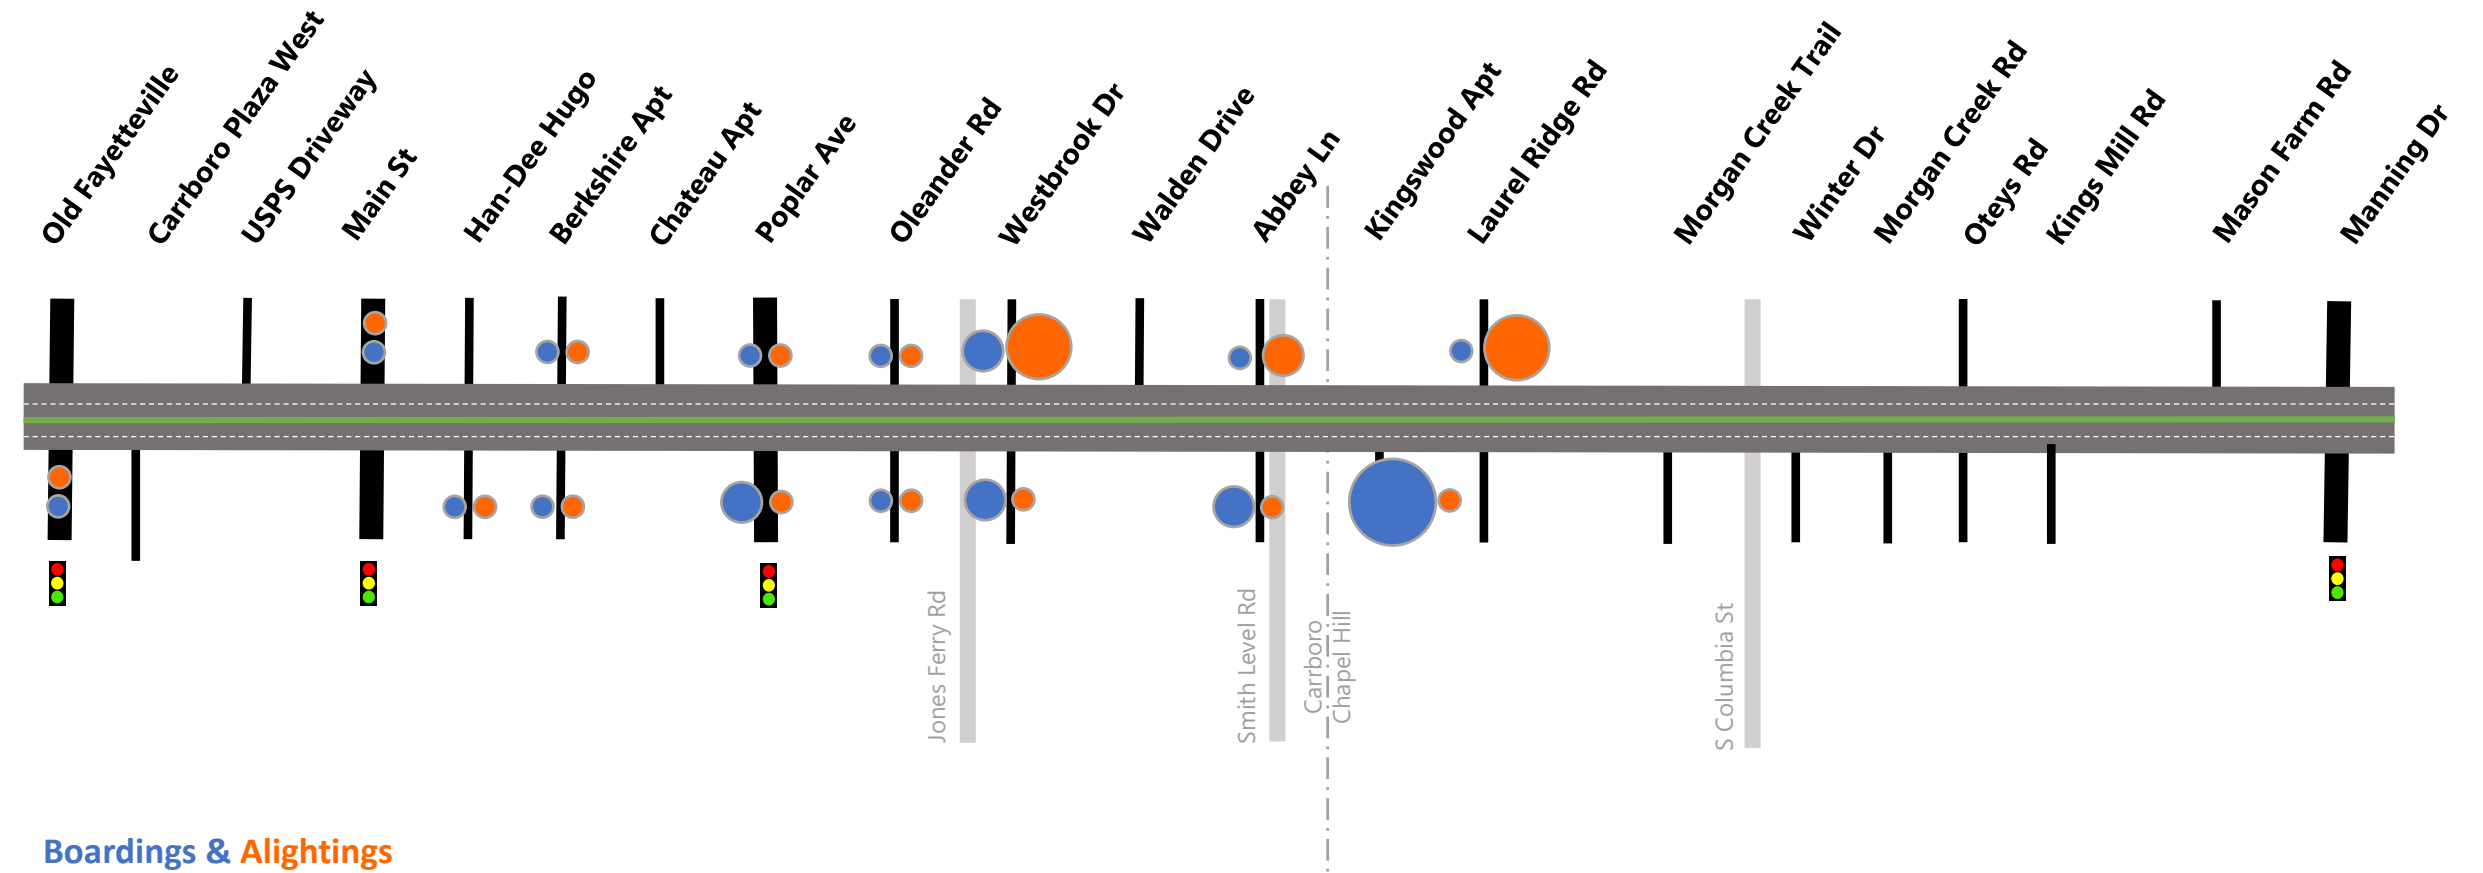 Old Fayetteville
Carrboro Plaza West
USPS Driveway
Main St
Han-Dee Hugo
Berkshire Apt
Chateau Apt
Poplar Ave
Oleander Rd
Westbrook Dr
Walden Drive
Abbey Ln
Kingswood Apt
Laurel Ridge Rd
Morgan Creek Trail
Winter Dr
Morgan Creek Rd
Oteys Rd
Kings Mill Rd
Mason Farm Rd
Manning Dr
Jones Ferry Rd
Smith Level Rd
Carrboro
Chapel Hill
S Columbia St
Boardings & Alightings